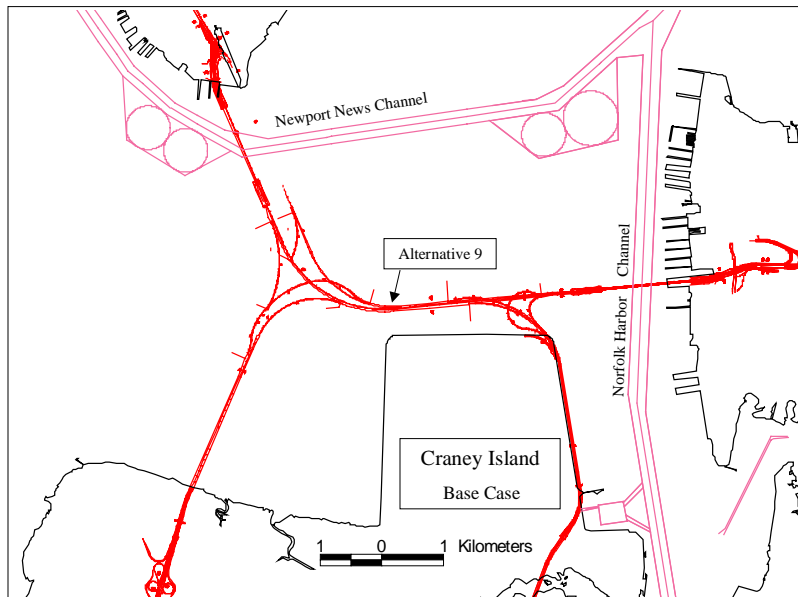 Newport News Channel
Alternative 9
Norfolk Harbor Channel
Craney Island
Base Case
1 0 1 Kilometers